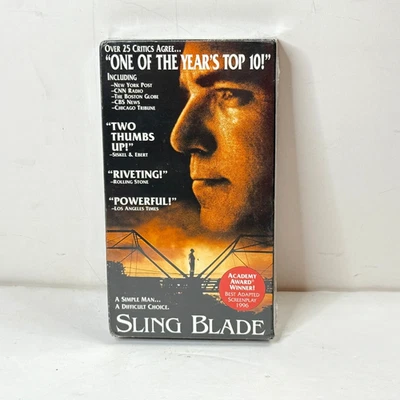 OVER 25 CRITICS AGREE...
"ONE OF THE YEAR'S TOP 10!"
INCLUDING
–NEW YORK POST
–CNN RADIO
–THE BOSTON GLOBE
–CBS NEWS
–CHICAGO TRIBUNE
"TWO
THUMBS
UP!"
–SISKEL & EBERT
"RIVETING!"
–ROLLING STONE
"POWERFUL!"
–LOS ANGELES TIMES
A SIMPLE MAN...
A DIFFICULT CHOICE.
ACADEMY
AWARD
WINNER!
BEST ADAPTED
SCREENPLAY
1996
SLING BLADE